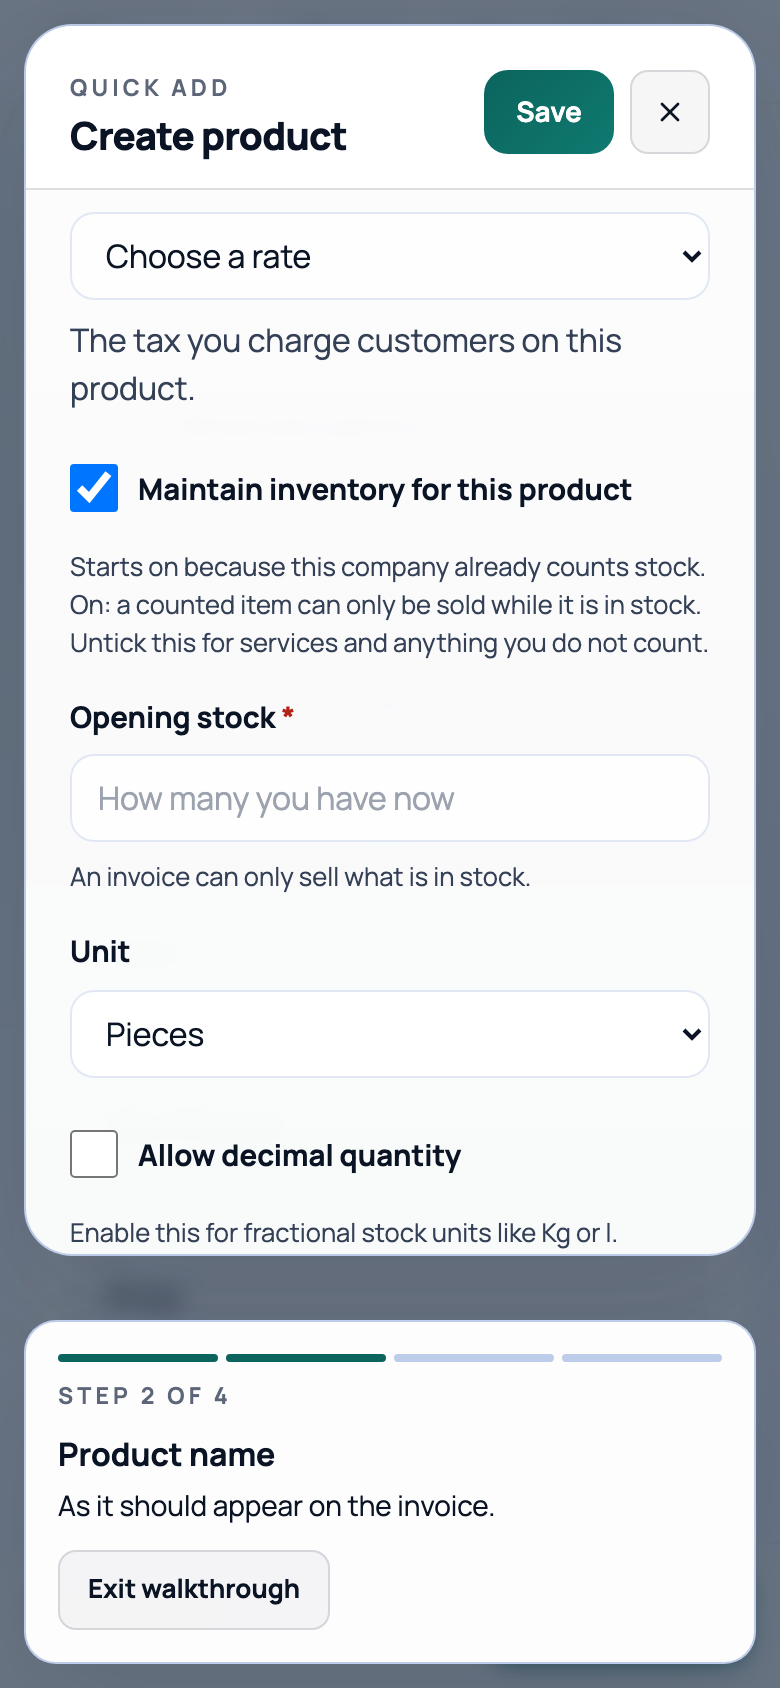 QUICK ADD
Create product
Save
Choose a rate
The tax you charge customers on this
product.
Maintain inventory for this product
Starts on because this company already counts stock.
On: a counted item can only be sold while it is in stock.
Untick this for services and anything you do not count.
Opening stock *
How many you have now
An invoice can only sell what is in stock.
Unit
Pieces
Allow decimal quantity
Enable this for fractional stock units like Kg or l.
STEP 2 OF 4
Product name
As it should appear on the invoice.
Exit walkthrough